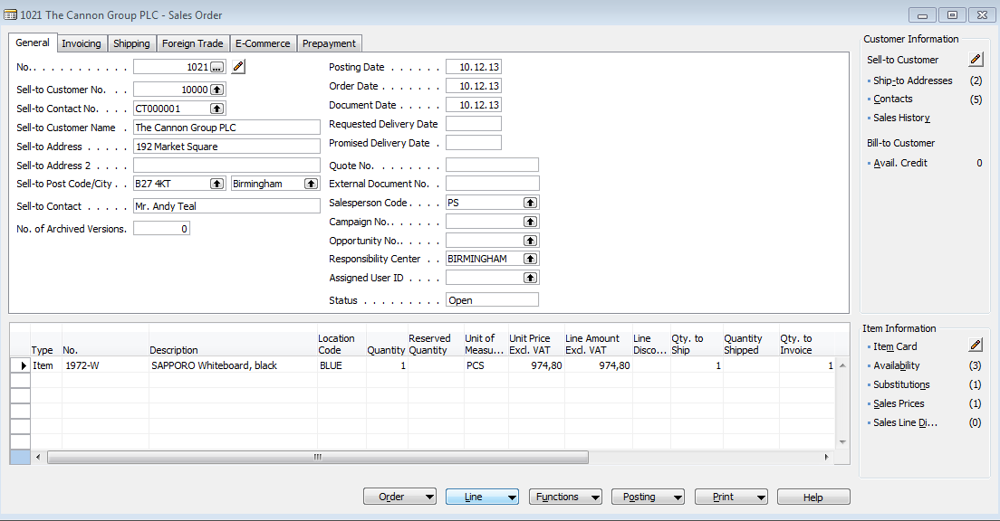 1021 The Cannon Group PLC - Sales Order
General Invoicing Shipping Foreign Trade E-Commerce Prepayment
No. . . . . . . . . . . . 1021 ...
Sell-to Customer No. . . . 10000
Sell-to Contact No. . . . . CT000001
Sell-to Customer Name . The Cannon Group PLC
Sell-to Address . . . . . . 192 Market Square
Sell-to Address 2 . . . .
Sell-to Post Code/City . . B27 4KT Birmingham
Sell-to Contact . . . . . . Mr. Andy Teal
No. of Archived Versions. 0
Posting Date . . . . . . 10.12.13
Order Date . . . . . . . 10.12.13
Document Date . . . . . 10.12.13
Requested Delivery Date
Promised Delivery Date .
Quote No. . . . . . . . .
External Document No. . .
Salesperson Code . . . . PS
Campaign No.. . . . . . .
Opportunity No.. . . . . .
Responsibility Center . . BIRMINGHAM
Assigned User ID . . . .
Status . . . . . . . . . Open
Customer Information
Sell-to Customer
Ship-to Addresses (2)
Contacts (5)
Sales History
Bill-to Customer
Avail. Credit 0
Type No. Description Location Code Quantity Reserved Quantity Unit of Measu... Unit Price Excl. VAT Line Amount Excl. VAT Line Disco... Qty. to Ship Quantity Shipped Qty. to Invoice
Item 1972-W SAPPORO Whiteboard, black BLUE 1 PCS 974,80 974,80 1 1
Item Information
Item Card
Availability (3)
Substitutions (1)
Sales Prices (1)
Sales Line Di... (0)
Order Line Functions Posting Print Help